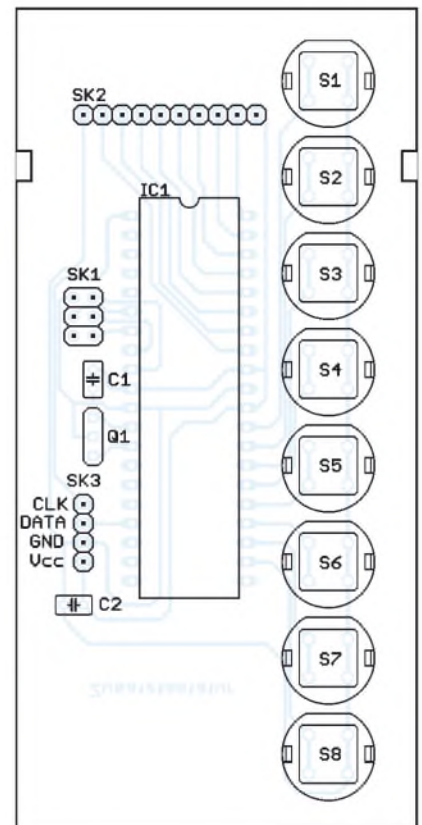 S1
SK2
S2
IC1
S3
SK1
S4
C1
Q1
S5
SK3
CLK
DATA
GND
Vcc
S6
C2
S7
Zusatztastatur
S8